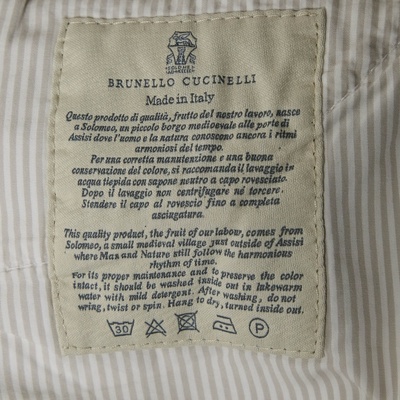 SOLOMEO
BRUNELLO CUCINELLI
Made in Italy
Questo prodotto di qualità, frutto del nostro lavoro, nasce
a Solomeo, un piccolo borgo medioevale alle porte di
Assisi dove l'uomo e la natura conoscono ancora i ritmi
armoniosi del tempo.
Per una corretta manutenzione e una buona
conservazione del colore, si raccomanda il lavaggio in
acqua tiepida con sapone neutro a capo rovesciato.
Dopo il lavaggio non centrifugare né torcere.
Stendere il capo al rovescio fino a completa
asciugatura.
This quality product, the fruit of our labour, comes from
Solomeo, a small medieval village just outside of Assisi
where Man and Nature still follow the harmonious
rhythm of time.
For its proper maintenance and to preserve the color
intact, it should be washed inside out in lukewarm
water with mild detergent. After washing, do not
wring, twist or spin. Hang to dry, turned inside out.
30 P